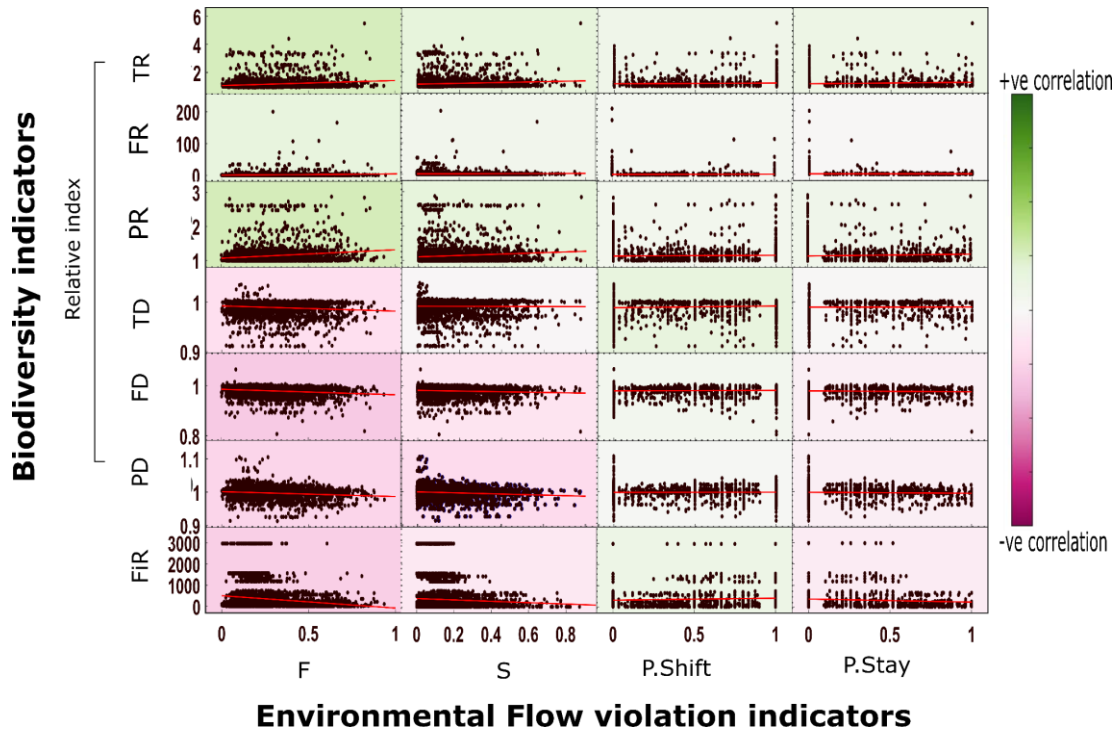 Biodiversity indicators
Relative index
TR
6
4
2
FR
200
100
0
PR
3
2
1
TD
1
0.9
FD
1
0.8
PD
1.1
1
0.9
FiR
3000
2000
1000
0
0 0.5 1
0 0.2 0.4 0.6 0.8
0 0.5 1
0 0.5 1
F S P.Shift P.Stay
Environmental Flow violation indicators
+ve correlation
-ve correlation